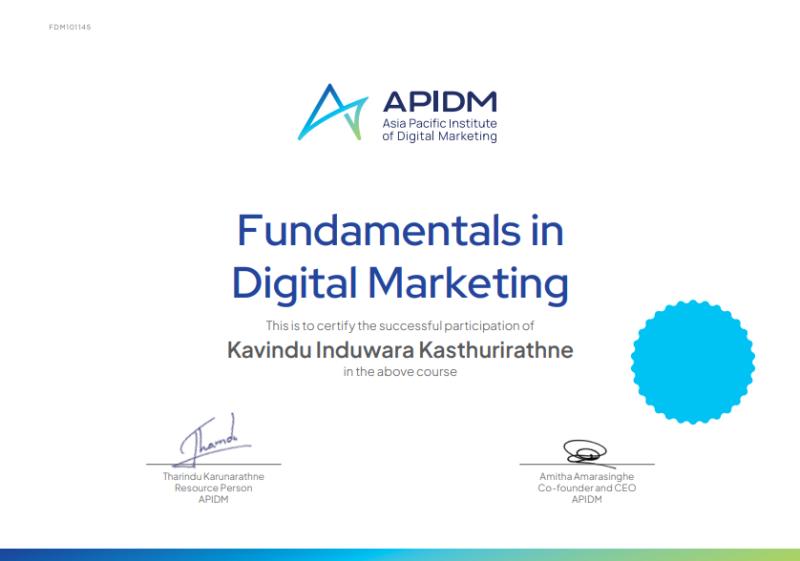 FDM101145
APIDM
Asia Pacific Institute
of Digital Marketing
Fundamentals in
Digital Marketing
This is to certify the successful participation of
Kavindu Induwara Kasthurirathne
in the above course
Thamdu
Tharindu Karunarathne
Resource Person
APIDM
Amitha Amarasinghe
Co-founder and CEO
APIDM